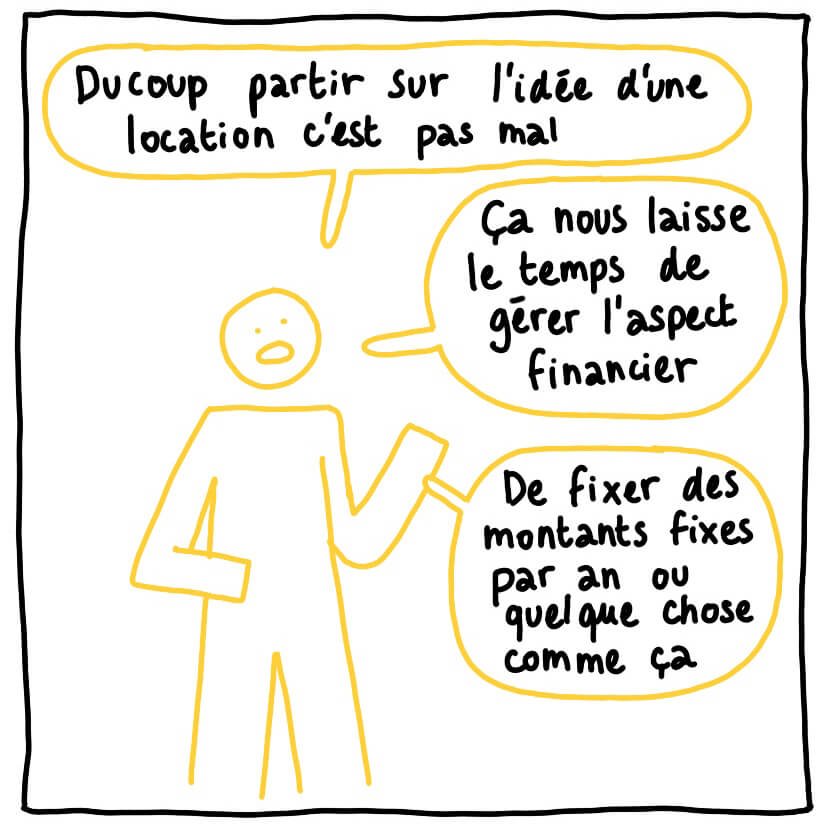 Ducoup partir sur l'idée d'une
location c'est pas mal
Ça nous laisse
le temps de
gérer l'aspect
financier
De fixer des
montants fixes
par an ou
quelque chose
comme ça